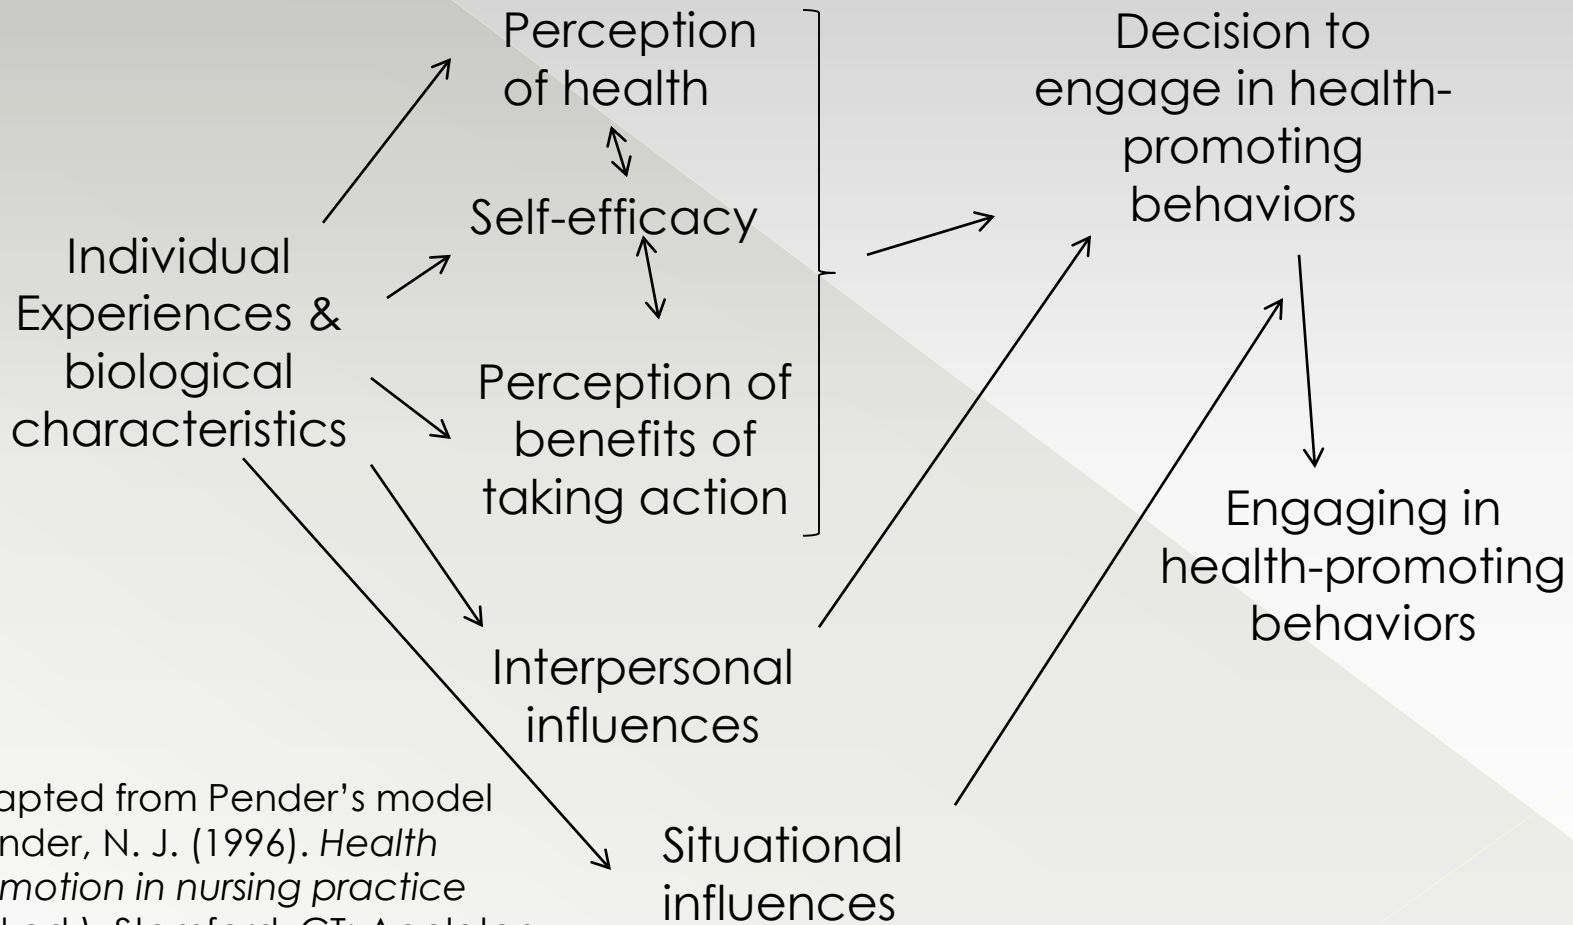 Perception
of health
Self-efficacy
Individual
Experiences &
biological
characteristics
Perception of
benefits of
taking action
Interpersonal
influences
Situational
influences
Decision to
engage in health-
promoting
behaviors
Engaging in
health-promoting
behaviors
apted from Pender’s model
nder, N. J. (1996). Health
motion in nursing practice